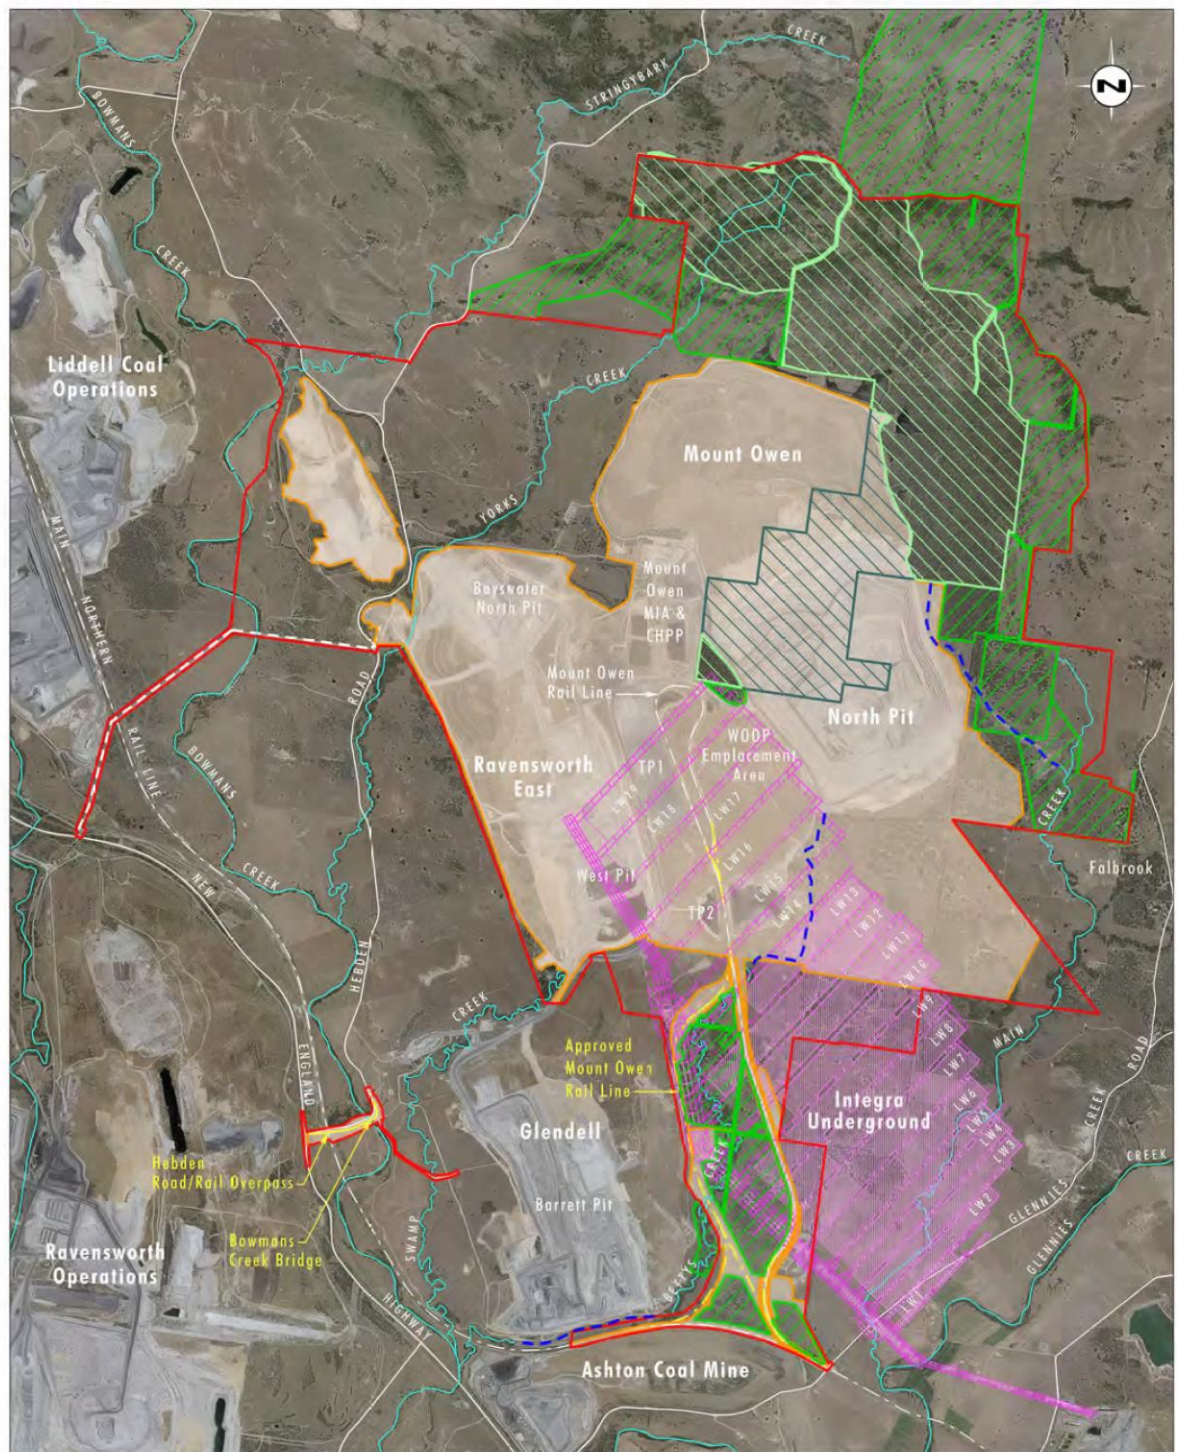 CREEK
STRINGYBARK
N
BOWMANS
CREEK
Liddell Coal
Operations
CREEK
YORKS
Mount Owen
MAIN
NORTHERN
RAIL LINE
Bayswater
North Pit
Mount
Owen
MIA &
CHPP
Mount Owen
Rail Line
ROAD
North Pit
BOWMANS
CREEK
Ravensworth
East
TP1
WOOP
Emplacement
Area
LW19
LW18
LW17
LW16
LW15
LW14
LW13
LW12
LW11
LW10
LW9
LW8
LW7
LW6
LW5
LW4
LW3
LW2
LW1
CREEK
Falbrook
West Pit
TP2
NEW
ENGLAND
HIGHWAY
HEBDEN
CREEK
SWAMP
Approved
Mount Owen
Rail Line
MAIN
CREEK
ROAD
Integra
Underground
Glendell
CREEK
BETTYS
Hebden
Road/Rail Overpass
Barrett Pit
GLENNIES
CREEK
GLENNIES
Bowmans
Creek Bridge
Ravensworth
Operations
Ashton Coal Mine